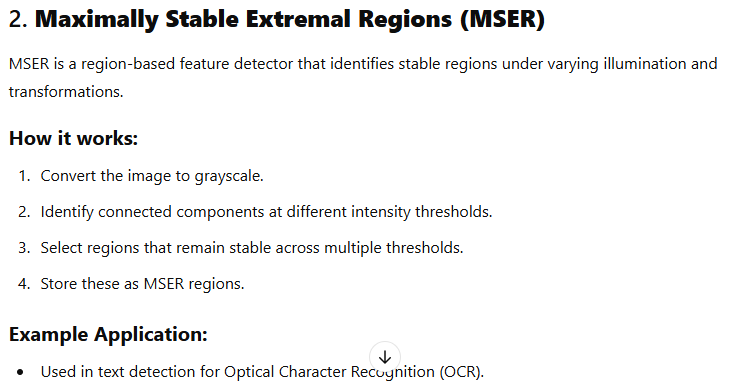 2. Maximally Stable Extremal Regions (MSER)
MSER is a region-based feature detector that identifies stable regions under varying illumination and
transformations.
How it works:
1. Convert the image to grayscale.
2. Identify connected components at different intensity thresholds.
3. Select regions that remain stable across multiple thresholds.
4. Store these as MSER regions.
Example Application:
• Used in text detection for Optical Character Recognition (OCR).